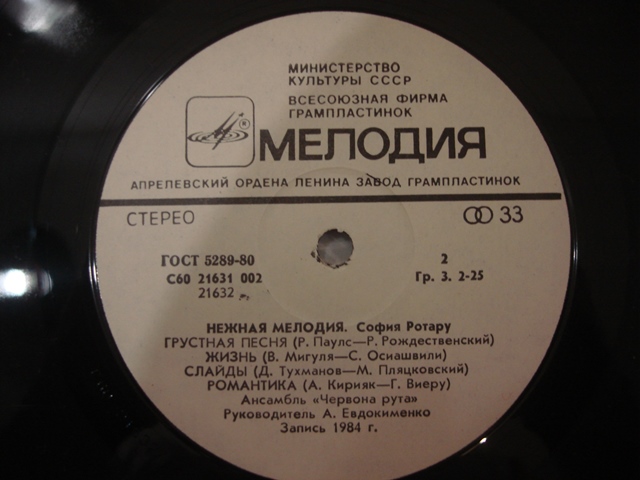 МИНИСТЕРСТВО
КУЛЬТУРЫ СССР
ВСЕСОЮЗНАЯ ФИРМА
ГРАМПЛАСТИНОК
®
МЕЛОДИЯ
АПРЕЛЕВСКИЙ ОРДЕНА ЛЕНИНА ЗАВОД ГРАМПЛАСТИНОК
СТЕРЕО 33
ГОСТ 5289-80 2
С60 21631 002 Гр. 3. 2-25
21632
НЕЖНАЯ МЕЛОДИЯ. София Ротару
ГРУСТНАЯ ПЕСНЯ (Р. Паулс—Р. Рождественский)
ЖИЗНЬ (В. Мигуля—С. Осиашвили)
СЛАЙДЫ (Д. Тухманов—М. Пляцковский)
РОМАНТИКА (А. Кирияк—Г. Виеру)
Ансамбль «Червона рута»
Руководитель А. Евдокименко
Запись 1984 г.